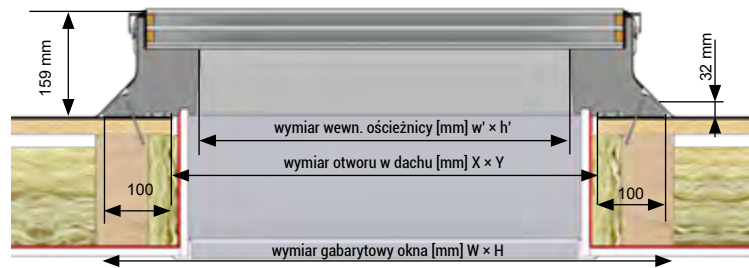 159 mm
32 mm
wymiar wewn. ościeżnicy [mm] w' × h'
wymiar otworu w dachu [mm] X × Y
100
100
wymiar gabarytowy okna [mm] W × H